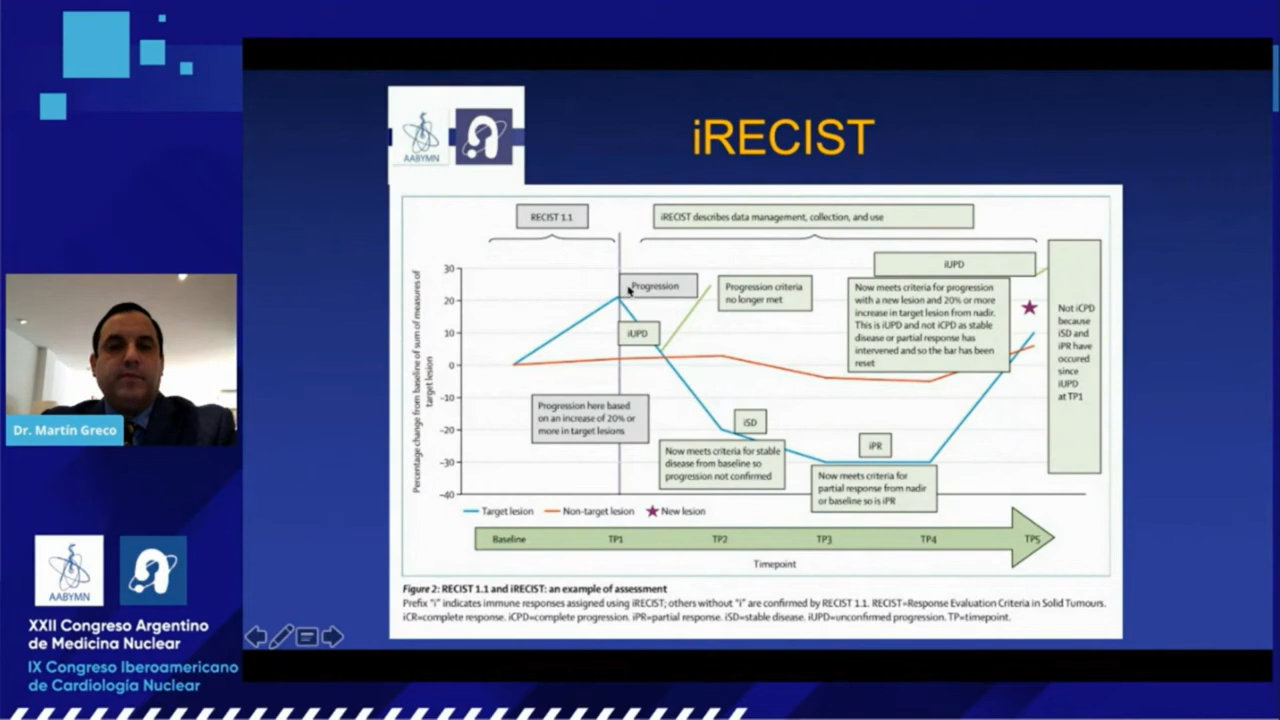 AABYMN
iRECIST
RECIST 1.1
iRECIST describes data management, collection, and use
Percentage change from baseline of sum of measures of
target lesion
30
20
10
0
-10
-20
-30
-40
Progression
iUPD
Progression criteria
no longer met
iUPD
Now meets criteria for progression
with a new lesion and 20% or more
increase in target lesion from nadir.
This is iUPD and not iCPD as stable
disease or partial response has
intervened and so the bar has been
reset
Not iCPD
because
iSD and
iPR have
occured
since
iUPD
at TP1
Progression here based
on an increase of 20% or
more in target lesions
iSD
Now meets criteria for stable
disease from baseline so
progression not confirmed
iPR
Now meets criteria for
partial response from nadir
or baseline so is iPR
Target lesion
Non-target lesion
New lesion
Baseline
TP1
TP2
TP3
TP4
TP5
Timepoint
Figure 2: RECIST 1.1 and iRECIST: an example of assessment
Prefix "i" indicates immune responses assigned using iRECIST; others without "i" are confirmed by RECIST 1.1. RECIST=Response Evaluation Criteria in Solid Tumours.
iCR=complete response. iCPD=complete progression. iPR=partial response. iSD=stable disease. iUPD=unconfirmed progression. TP=timepoint.
Dr. Martín Greco
AABYMN
XXII Congreso Argentino
de Medicina Nuclear
IX Congreso Iberoamericano
de Cardiología Nuclear